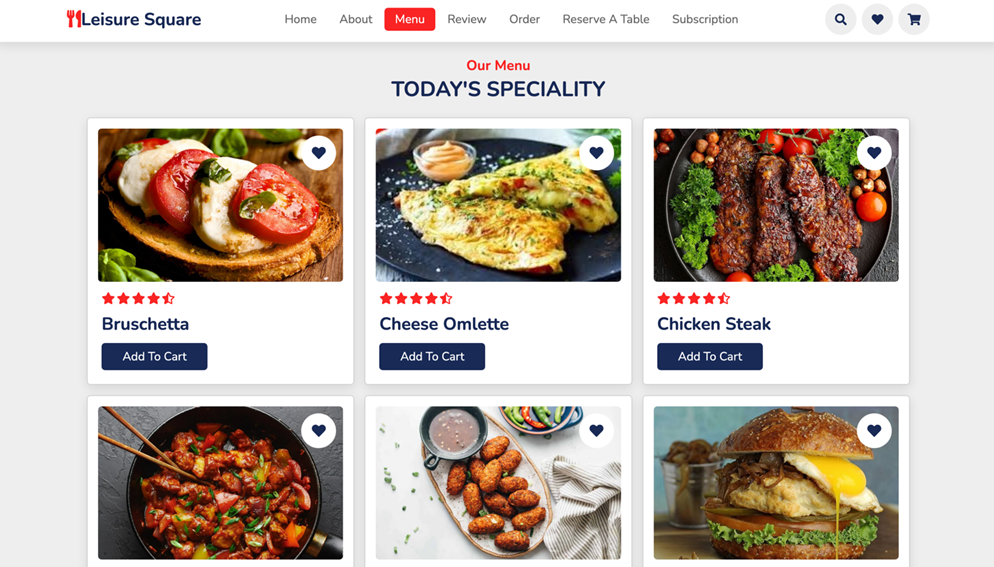 Leisure Square
Home About Menu Review Order Reserve A Table Subscription
Our Menu
TODAY'S SPECIALITY
Bruschetta
Cheese Omlette
Chicken Steak
Add To Cart
Add To Cart
Add To Cart